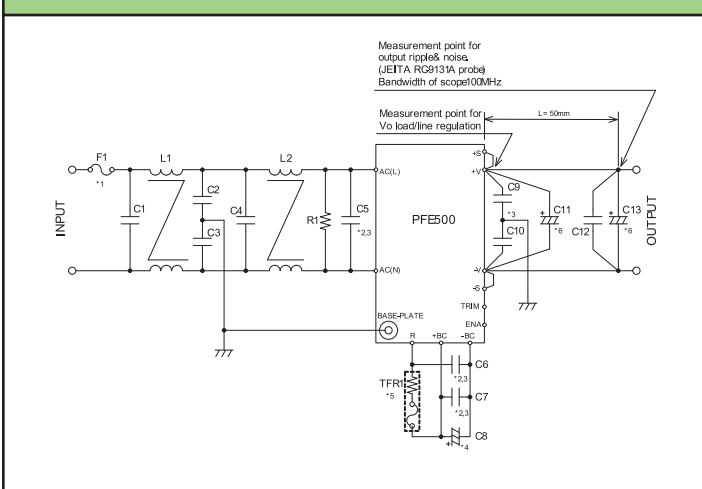 Measurement point for
output ripple& noise.
(JEITA RC9131A probe)
Bandwidth of scope100MHz
Measurement point for
Vo load/line regulation
L= 50mm
F1
*1
L1
L2
+S
+V
AC(L)
C1
C2
C3
C4
R1
C5
*2,3
PFE500
C9
*3
C10
C11
*6
C12
C13
*6
INPUT
OUTPUT
AC(N)
-V
-S
TRIM
ENA
BASE-PLATE
R
+BC
-BC
TFR1
*5
C6
*2,3
C7
*2,3
C8
+
*4
+
+